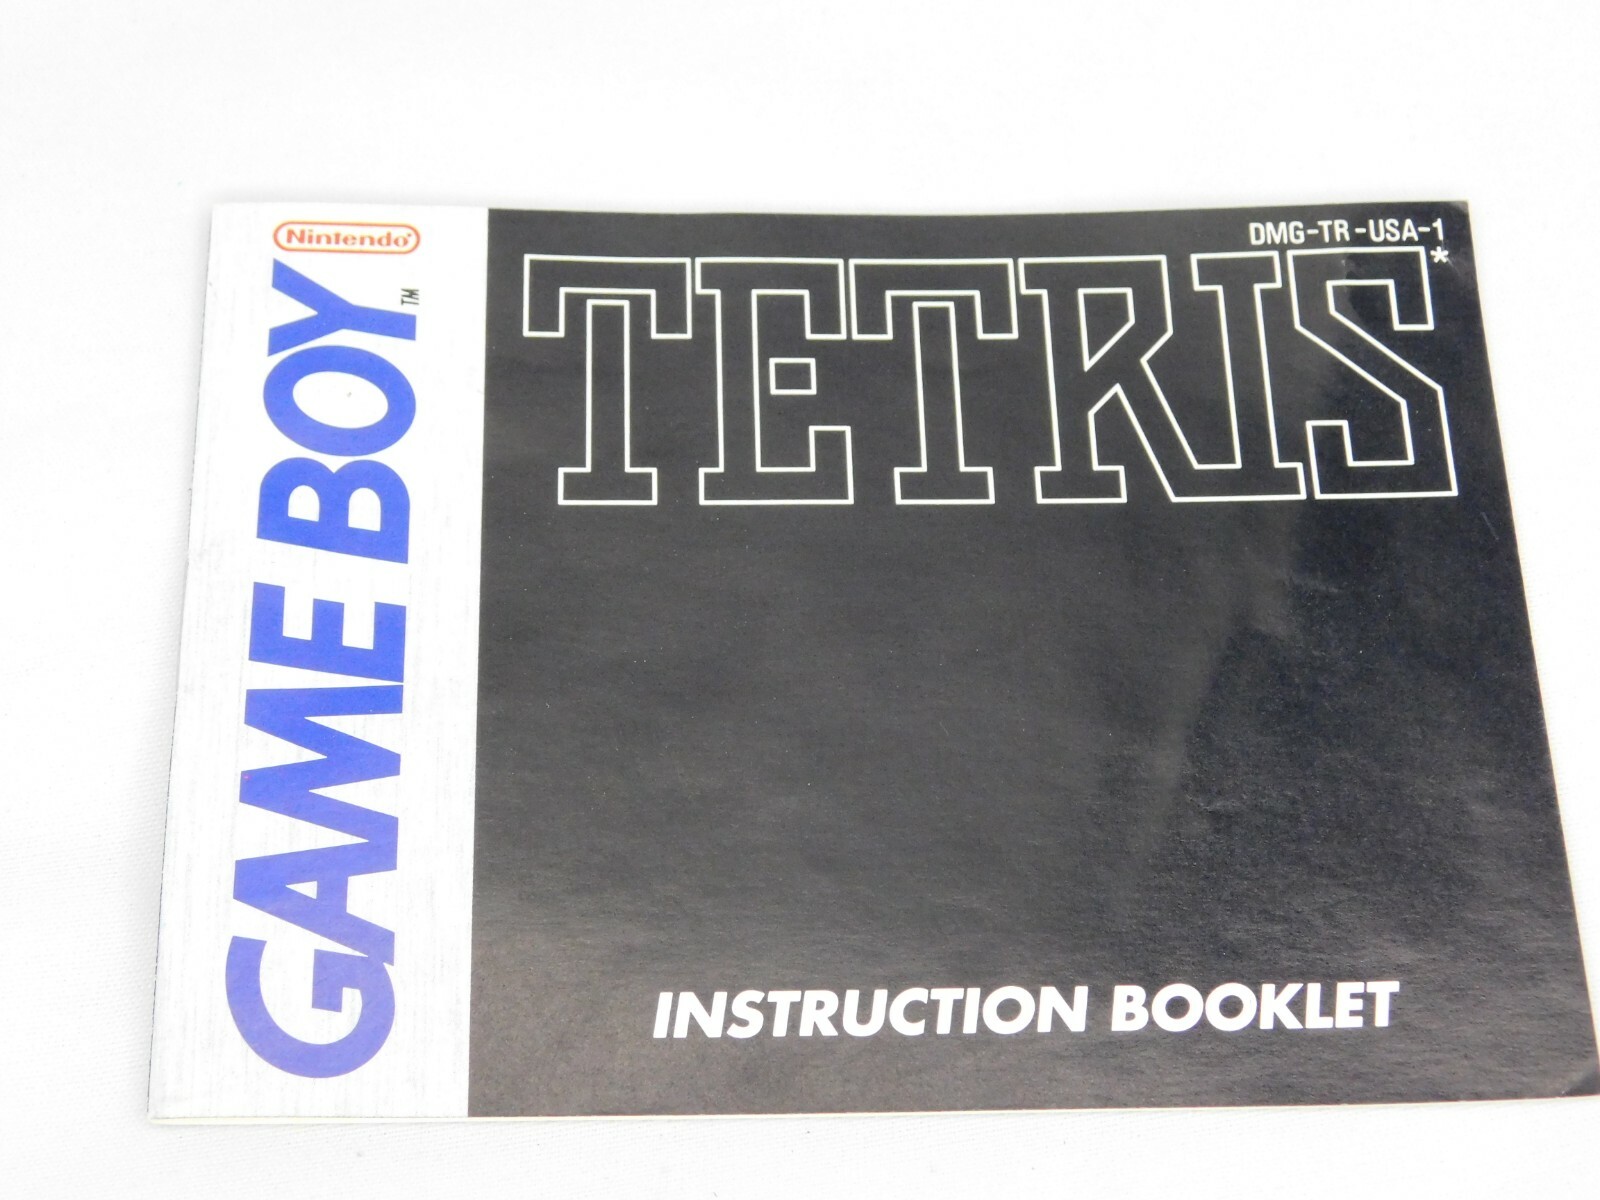 Nintendo®
GAME BOY™
DMG-TR-USA-1
TETRIS*
INSTRUCTION BOOKLET